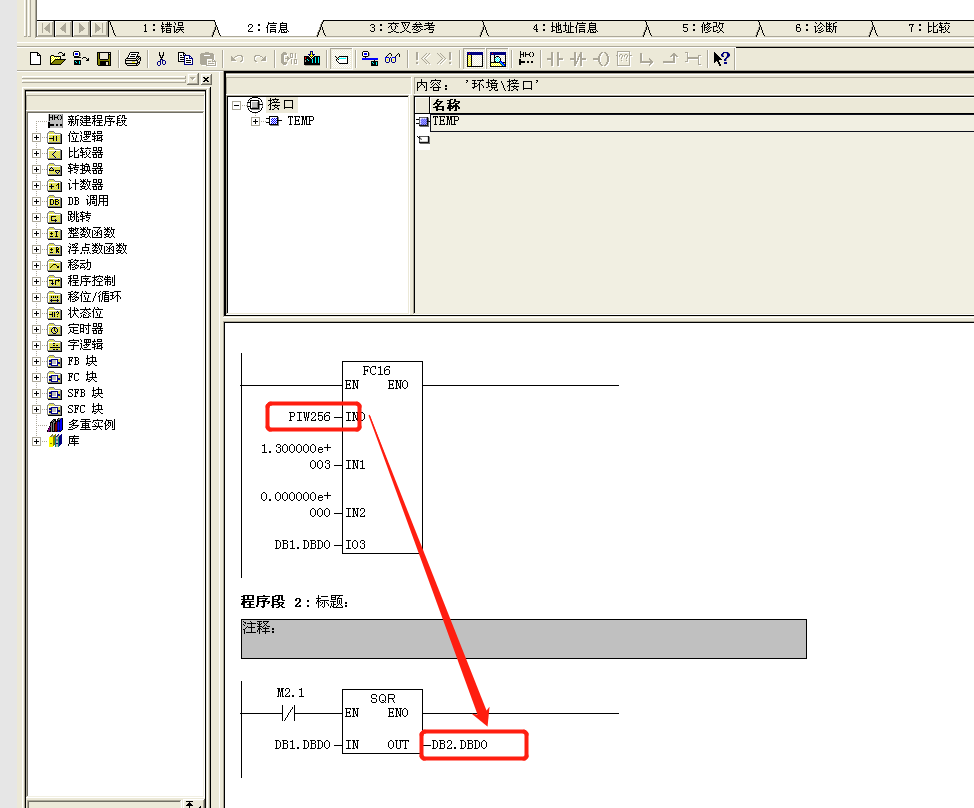 1：错误 2：信息 3：交叉参考 4：地址信息 5：修改 6：诊断 7：比较
内容： '环境\接口'
接口
TEMP
名称
TEMP
新建程序段
位逻辑
比较器
转换器
计数器
DB 调用
跳转
整数函数
浮点数函数
移动
程序控制
移位/循环
状态位
定时器
字逻辑
FB 块
FC 块
SFB 块
SFC 块
多重实例
库
FC16
EN ENO
PIW256 IN0
1.300000e+
003 IN1
0.000000e+
000 IN2
DB1.DBD0 IO3
程序段 2：标题：
注释：
M2.1
SQR
EN ENO
DB1.DBD0 IN OUT DB2.DBD0